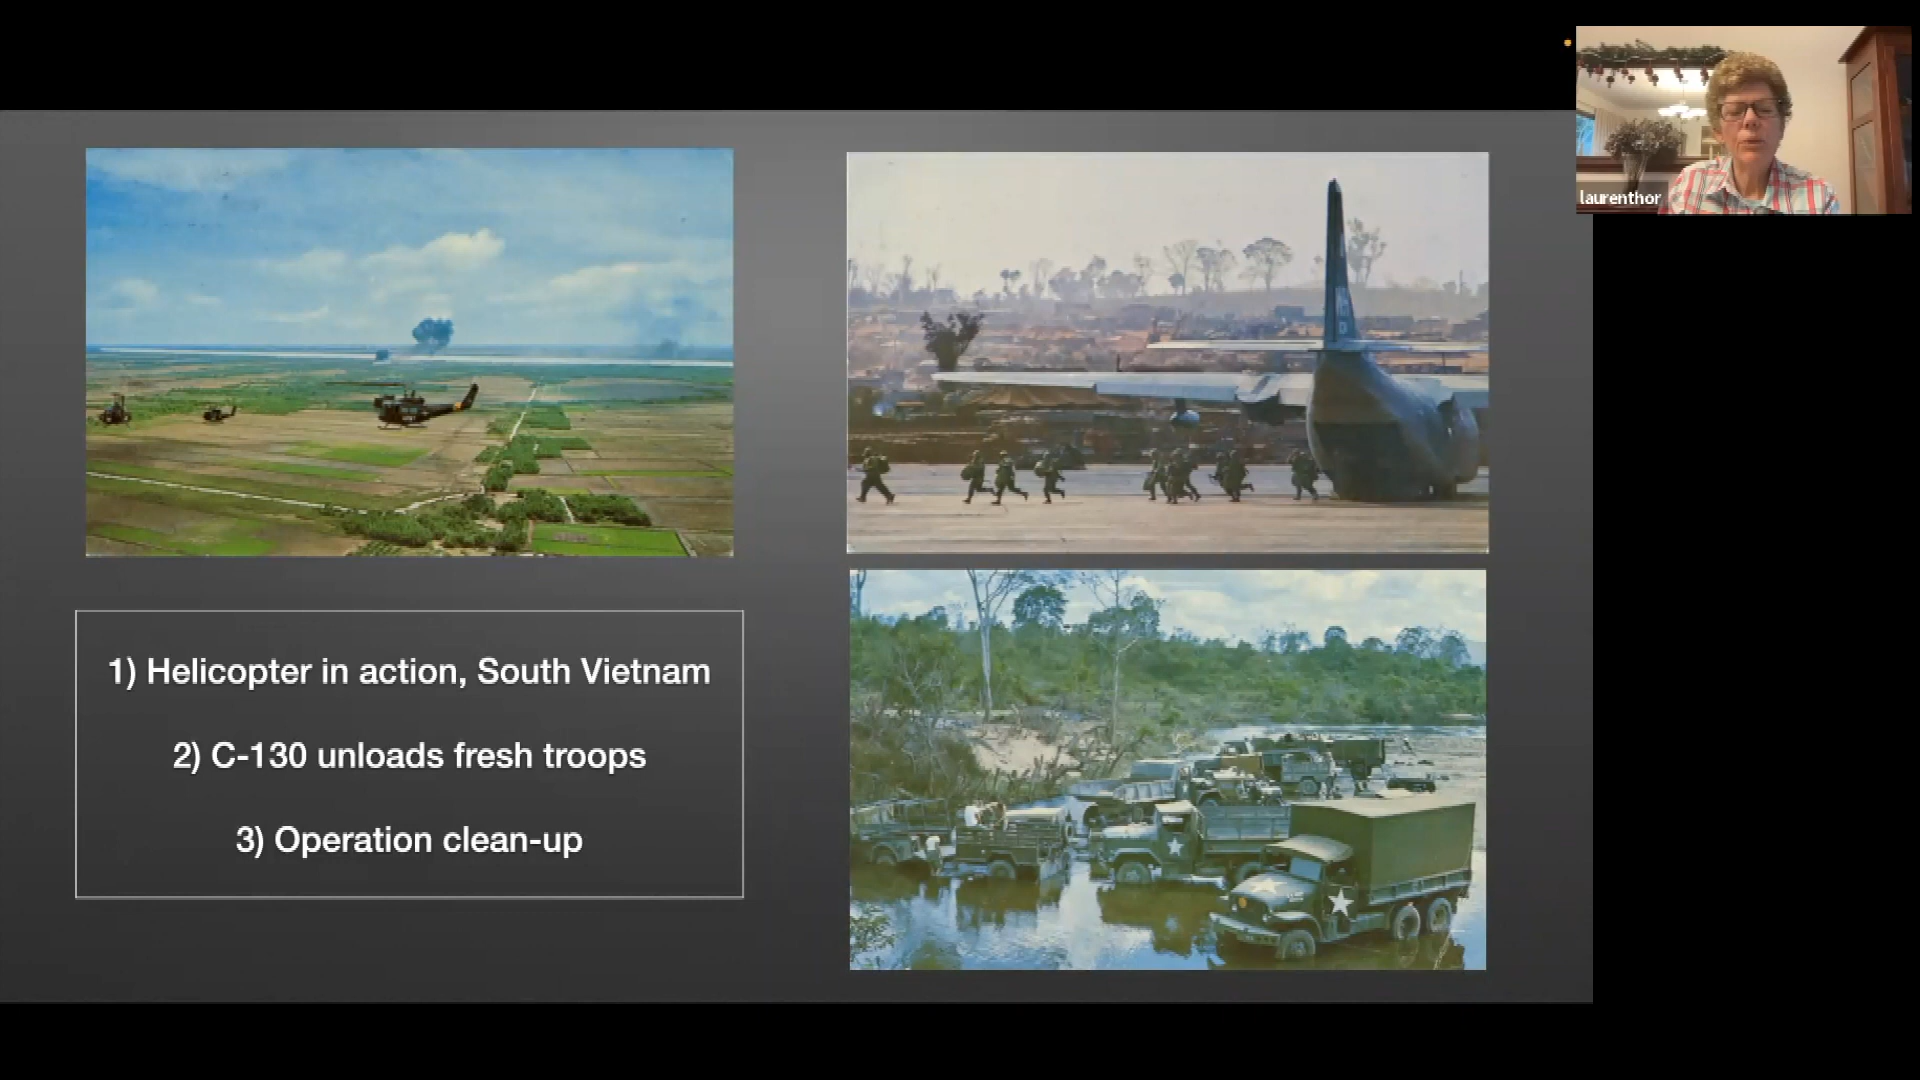 laurenthor
1) Helicopter in action, South Vietnam
2) C-130 unloads fresh troops
3) Operation clean-up